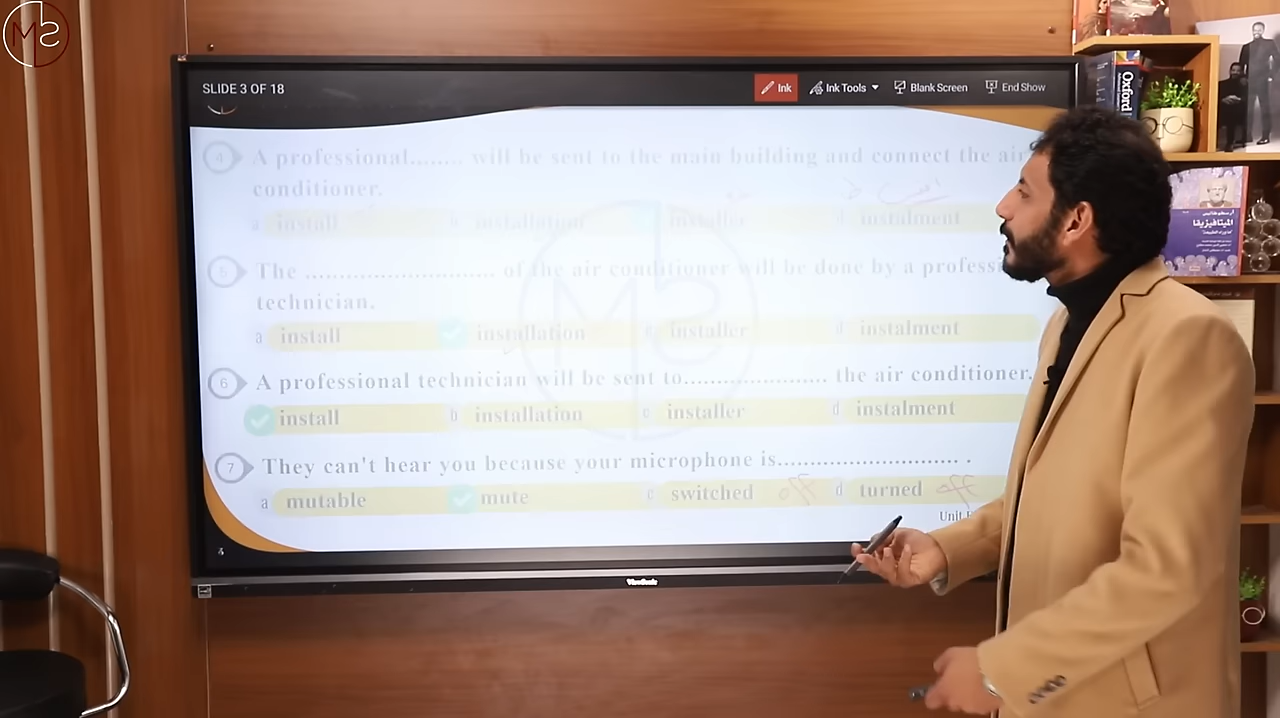 MS
SLIDE 3 OF 18
Ink
Ink Tools
Blank Screen
End Show
4 A professional........ will be sent to the main building and connect the air
conditioner.
a install b installation installer d instalment
5 The ............................ of the air conditioner will be done by a professi
technician.
a install installation c installer d instalment
6 A professional technician will be sent to..................... the air conditioner.
install b installation c installer d instalment
7 They can't hear you because your microphone is........................... .
a mutable mute c switched off d turned off
Unit
4
ViewSonic
MS
Oxford
الميتافيزيقا